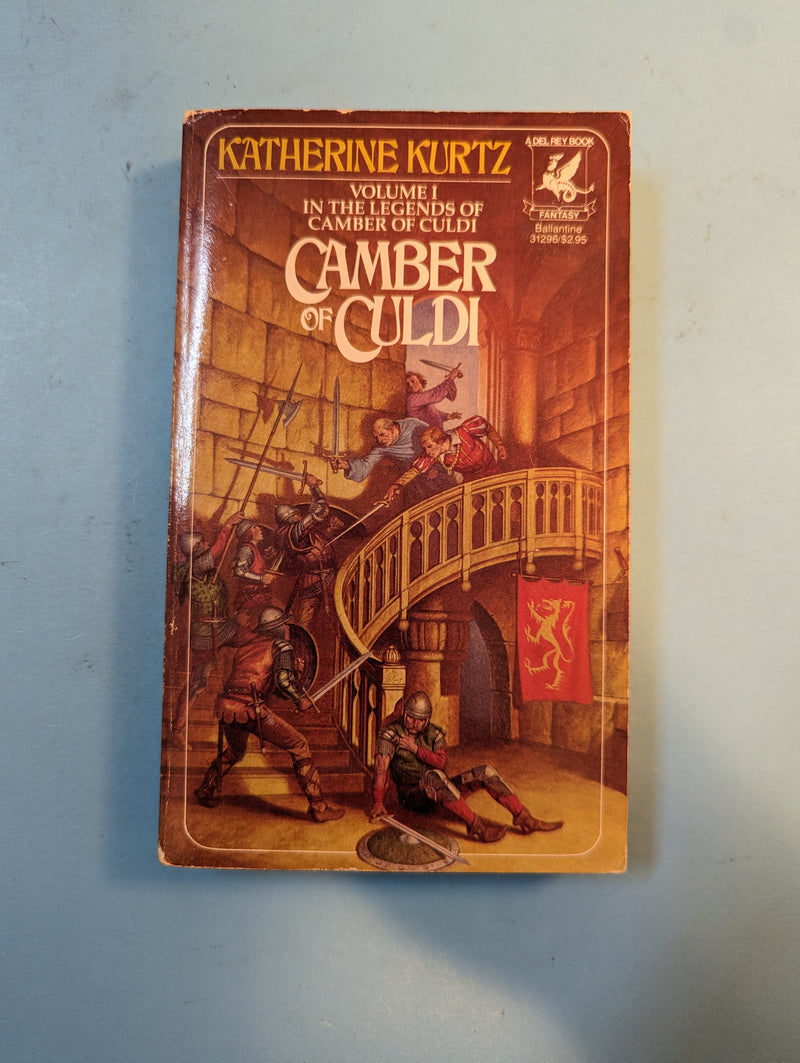 KATHERINE KURTZ
VOLUME I
IN THE LEGENDS OF
CAMBER OF CULDI
CAMBER
OF CULDI
A DEL REY BOOK
FANTASY
Ballantine
31296/$2.95